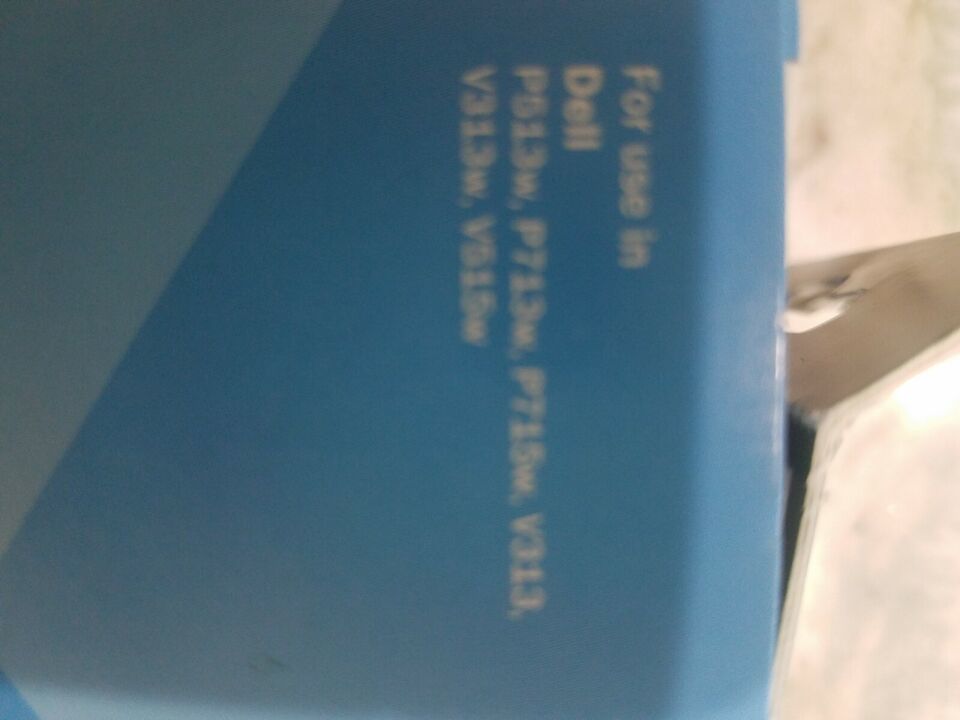 For use in
Dell
P513w, P713w, P715w, V313,
V313w, V515w